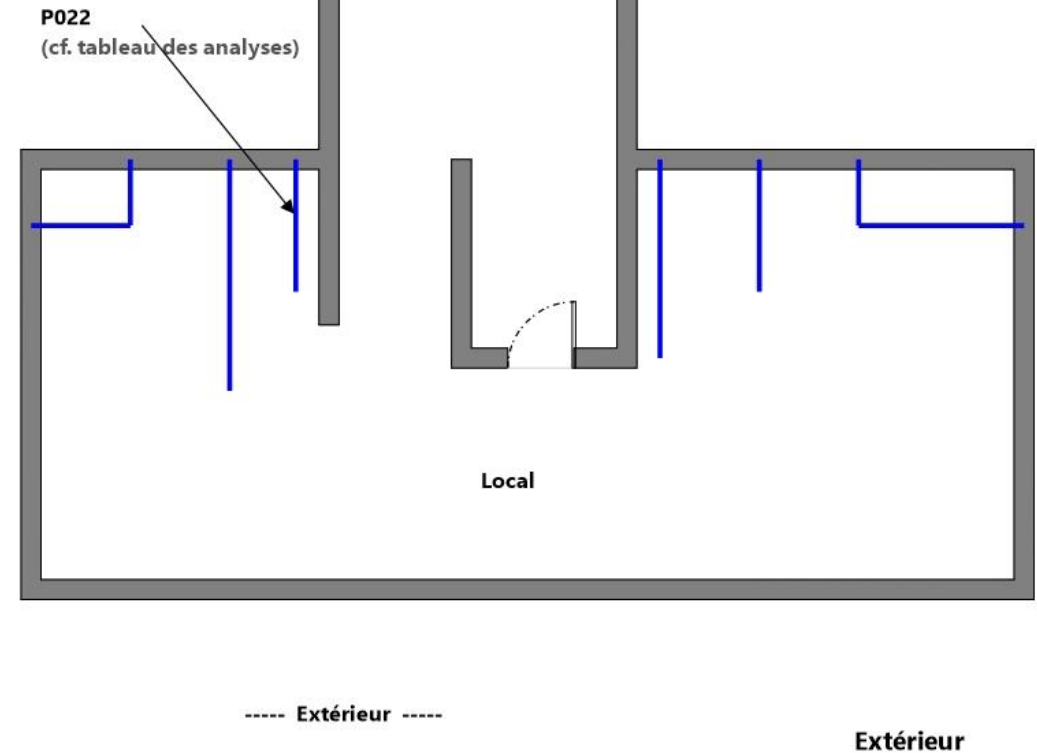 P022
(cf. tableau des analyses)
Local
----- Extérieur -----
Extérieur